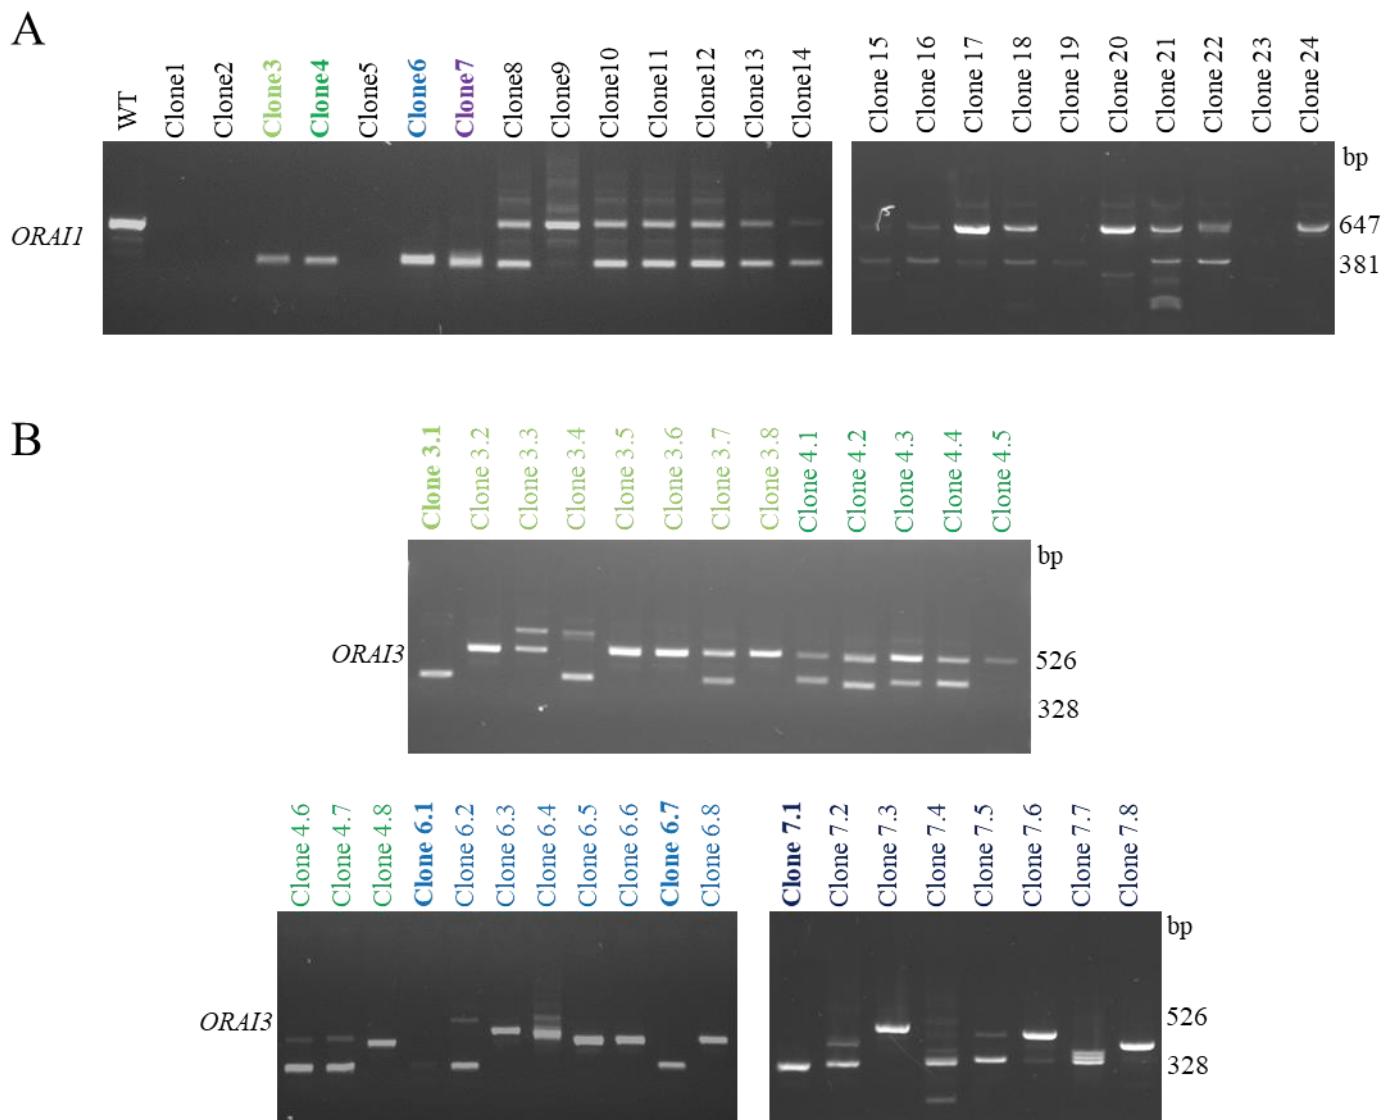 A
WT
Clone1
Clone2
Clone3
Clone4
Clone5
Clone6
Clone7
Clone8
Clone9
Clone10
Clone11
Clone12
Clone13
Clone14
Clone 15
Clone 16
Clone 17
Clone 18
Clone 19
Clone 20
Clone 21
Clone 22
Clone 23
Clone 24
bp
ORAI1
647
381
B
Clone 3.1
Clone 3.2
Clone 3.3
Clone 3.4
Clone 3.5
Clone 3.6
Clone 3.7
Clone 3.8
Clone 4.1
Clone 4.2
Clone 4.3
Clone 4.4
Clone 4.5
bp
ORAI3
526
328
Clone 4.6
Clone 4.7
Clone 4.8
Clone 6.1
Clone 6.2
Clone 6.3
Clone 6.4
Clone 6.5
Clone 6.6
Clone 6.7
Clone 6.8
Clone 7.1
Clone 7.2
Clone 7.3
Clone 7.4
Clone 7.5
Clone 7.6
Clone 7.7
Clone 7.8
bp
ORAI3
526
328